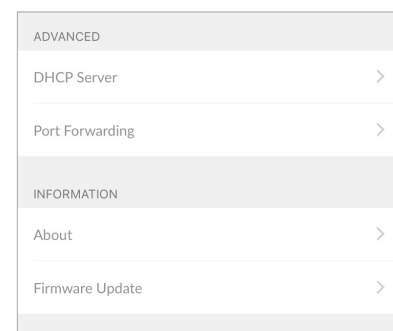 ADVANCED
DHCP Server
Port Forwarding
INFORMATION
About
Firmware Update